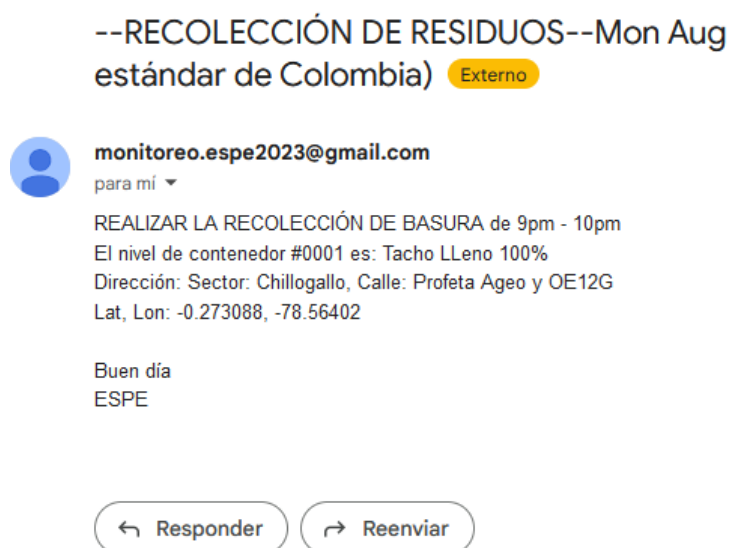 --RECOLECCIÓN DE RESIDUOS--Mon Aug
estándar de Colombia) Externo
monitoreo.espe2023@gmail.com
para mí
REALIZAR LA RECOLECCIÓN DE BASURA de 9pm - 10pm
El nivel de contenedor #0001 es: Tacho LLeno 100%
Dirección: Sector: Chillogallo, Calle: Profeta Ageo y OE12G
Lat, Lon: -0.273088, -78.56402
Buen día
ESPE
Responder Reenviar